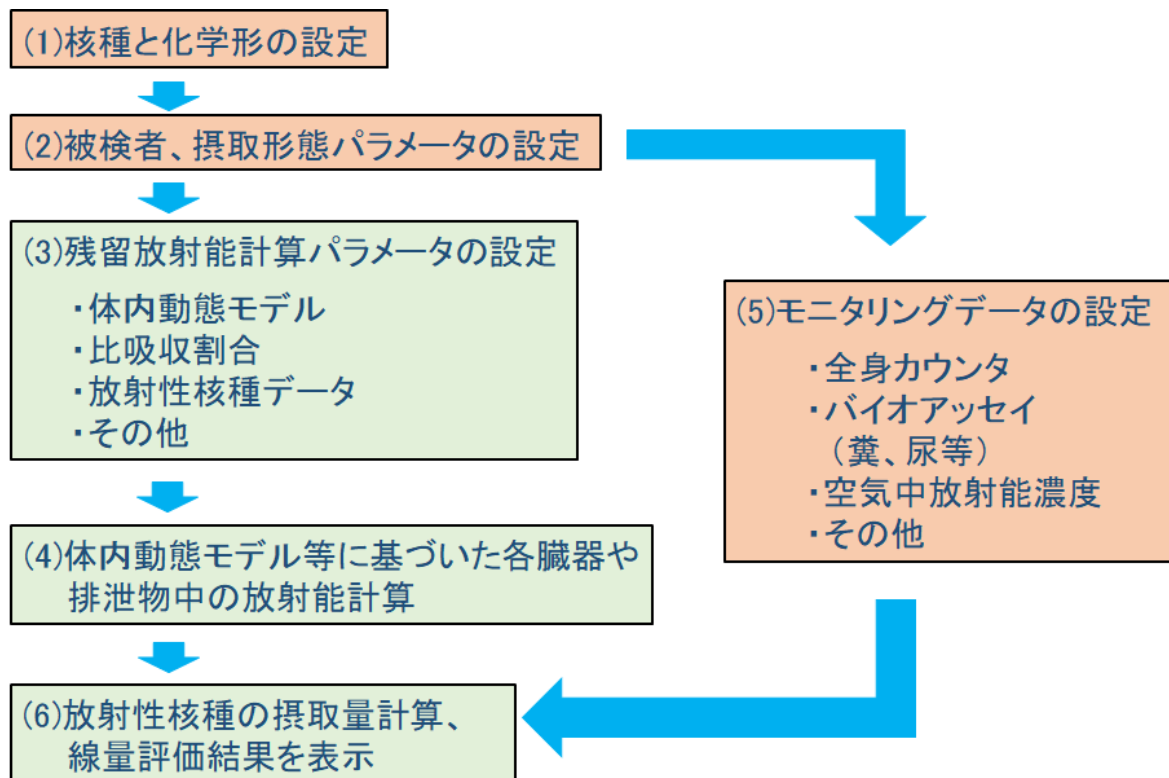 (1)核種と化学形の設定
(2)被検者、摂取形態パラメータの設定
(3)残留放射能計算パラメータの設定
・体内動態モデル
・比吸収割合
・放射性核種データ
・その他
(4)体内動態モデル等に基づいた各臓器や
排泄物中の放射能計算
(5)モニタリングデータの設定
・全身カウンタ
・バイオアッセイ
（糞、尿等）
・空気中放射能濃度
・その他
(6)放射性核種の摂取量計算、
線量評価結果を表示